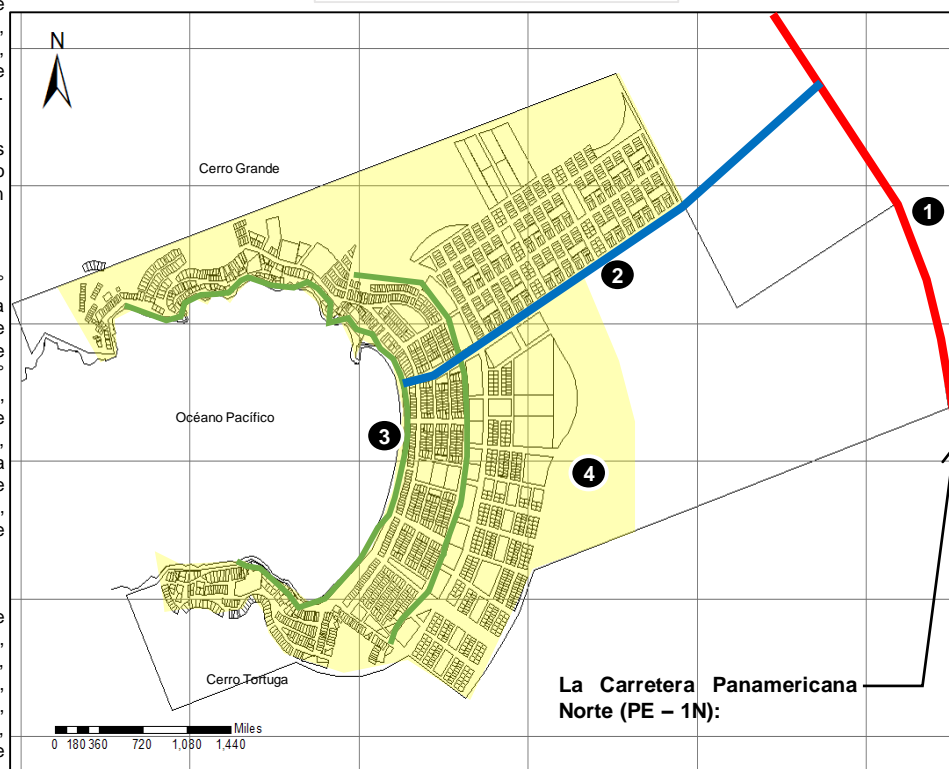 N
Cerro Grande
1
2
Océano Pacífico
3
4
Cerro Tortuga
La Carretera Panamericana
Norte (PE – 1N):
Miles
0 180 360 720 1,080 1,440